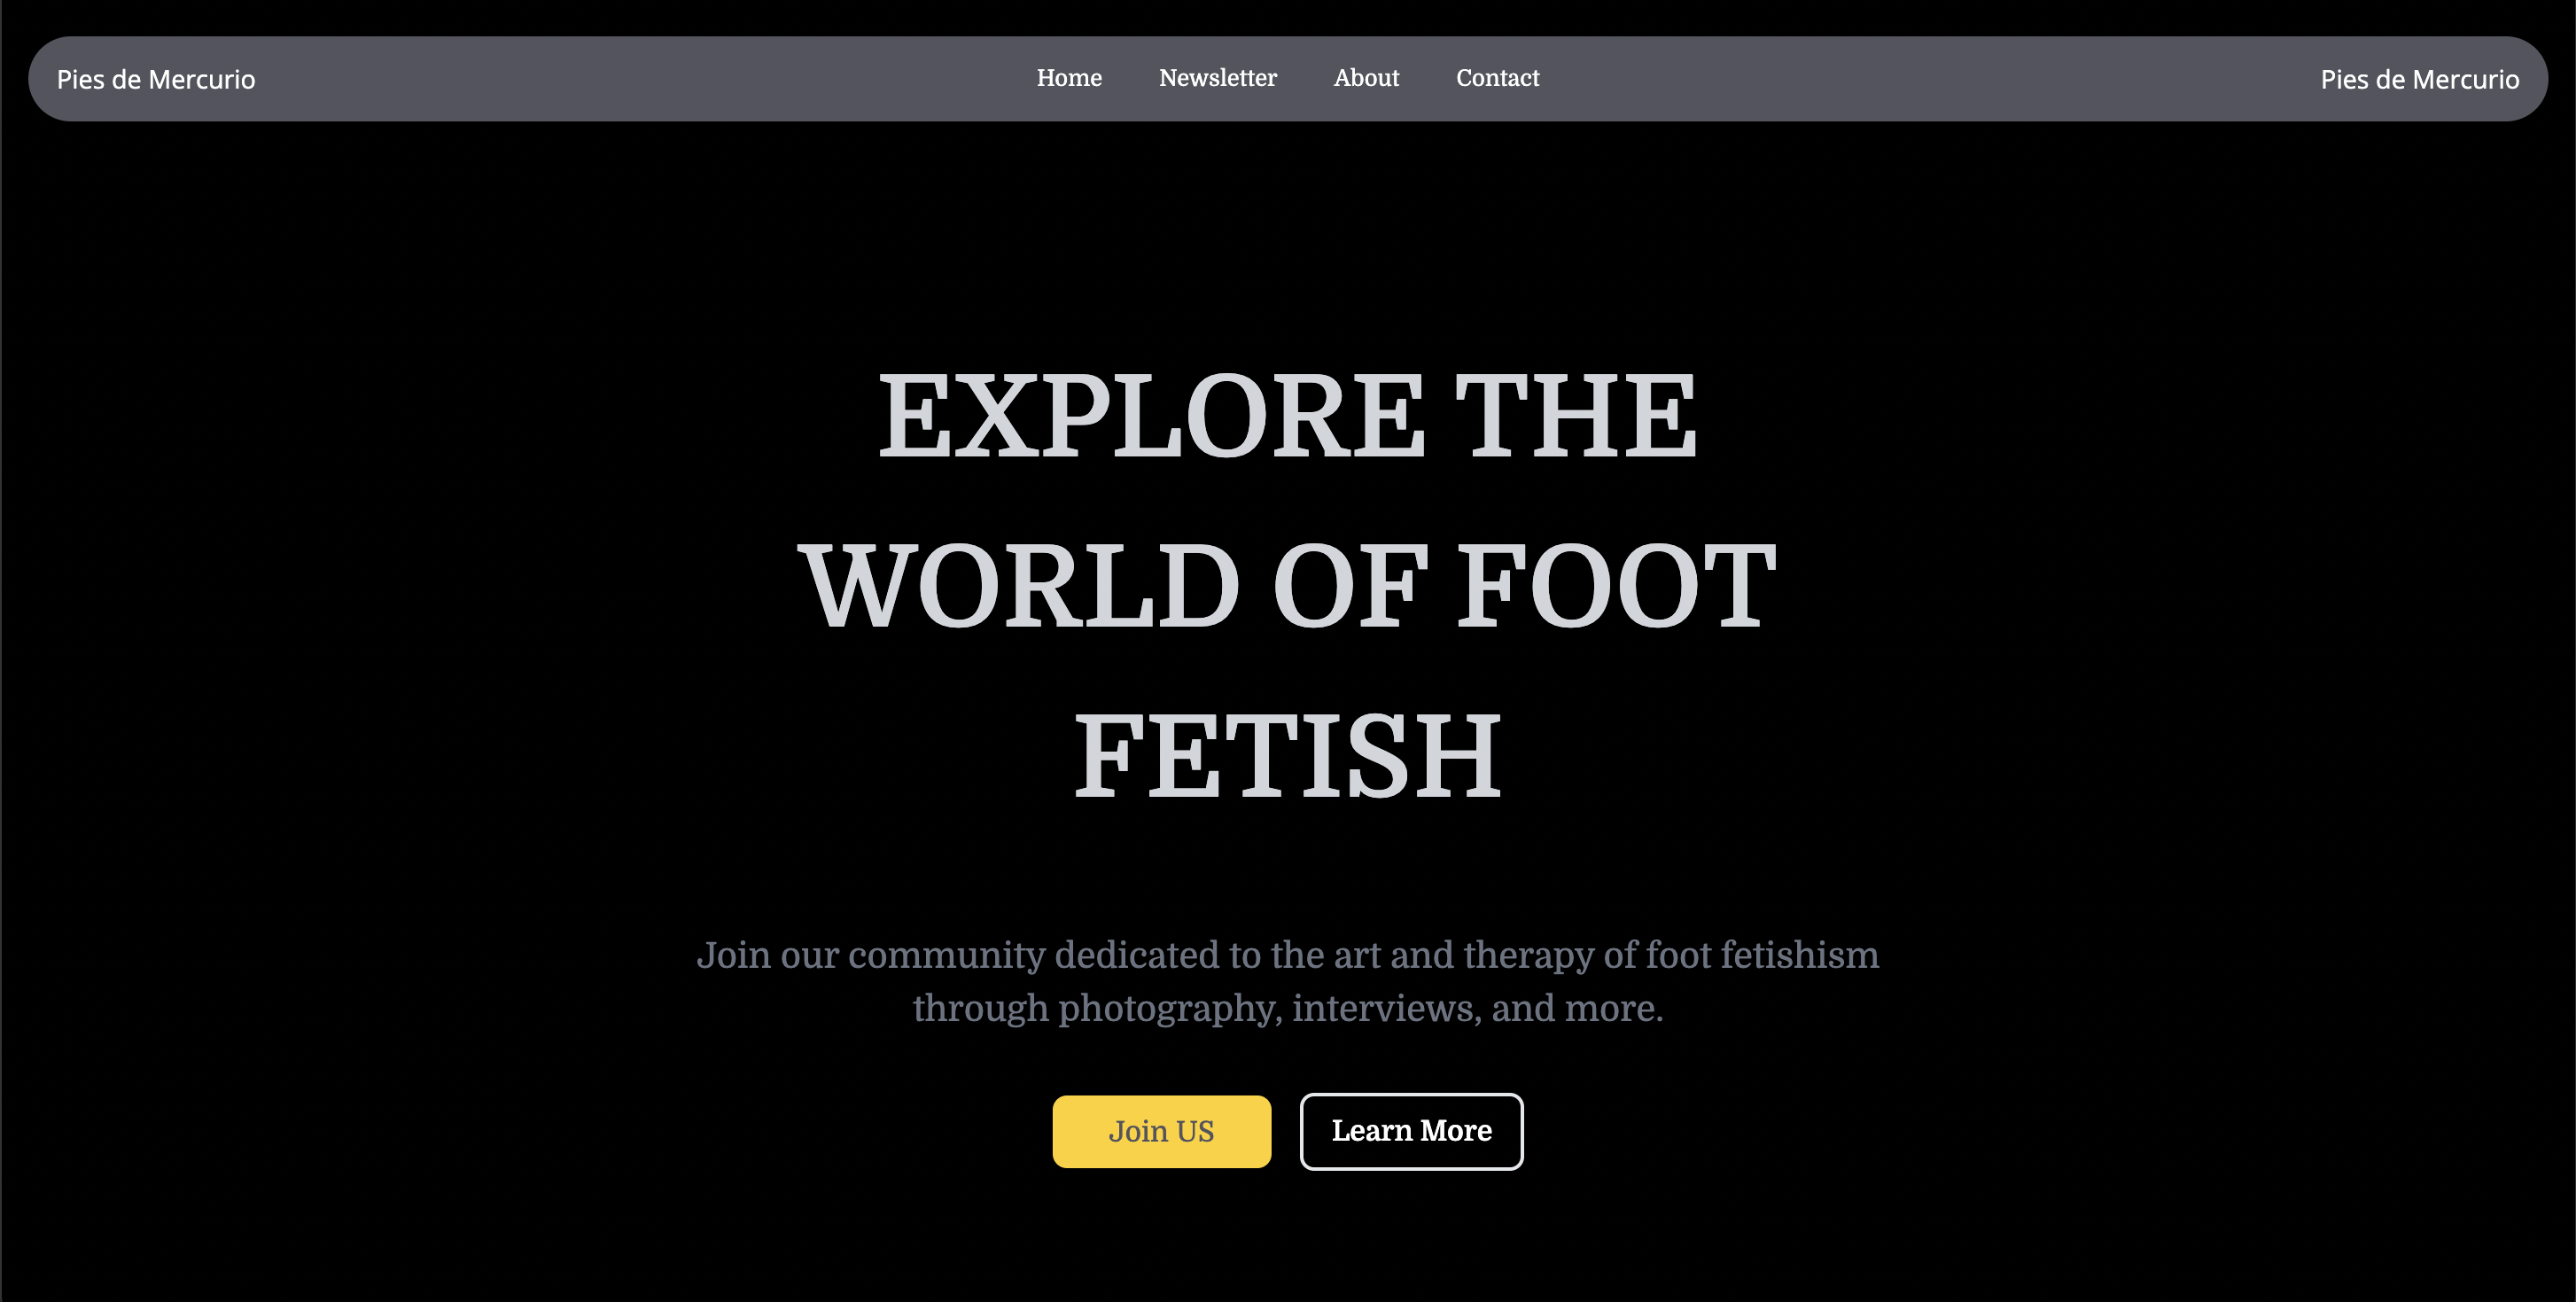 Pies de Mercurio
Home Newsletter About Contact
Pies de Mercurio
EXPLORE THE
WORLD OF FOOT
FETISH
Join our community dedicated to the art and therapy of foot fetishism
through photography, interviews, and more.
Join US
Learn More